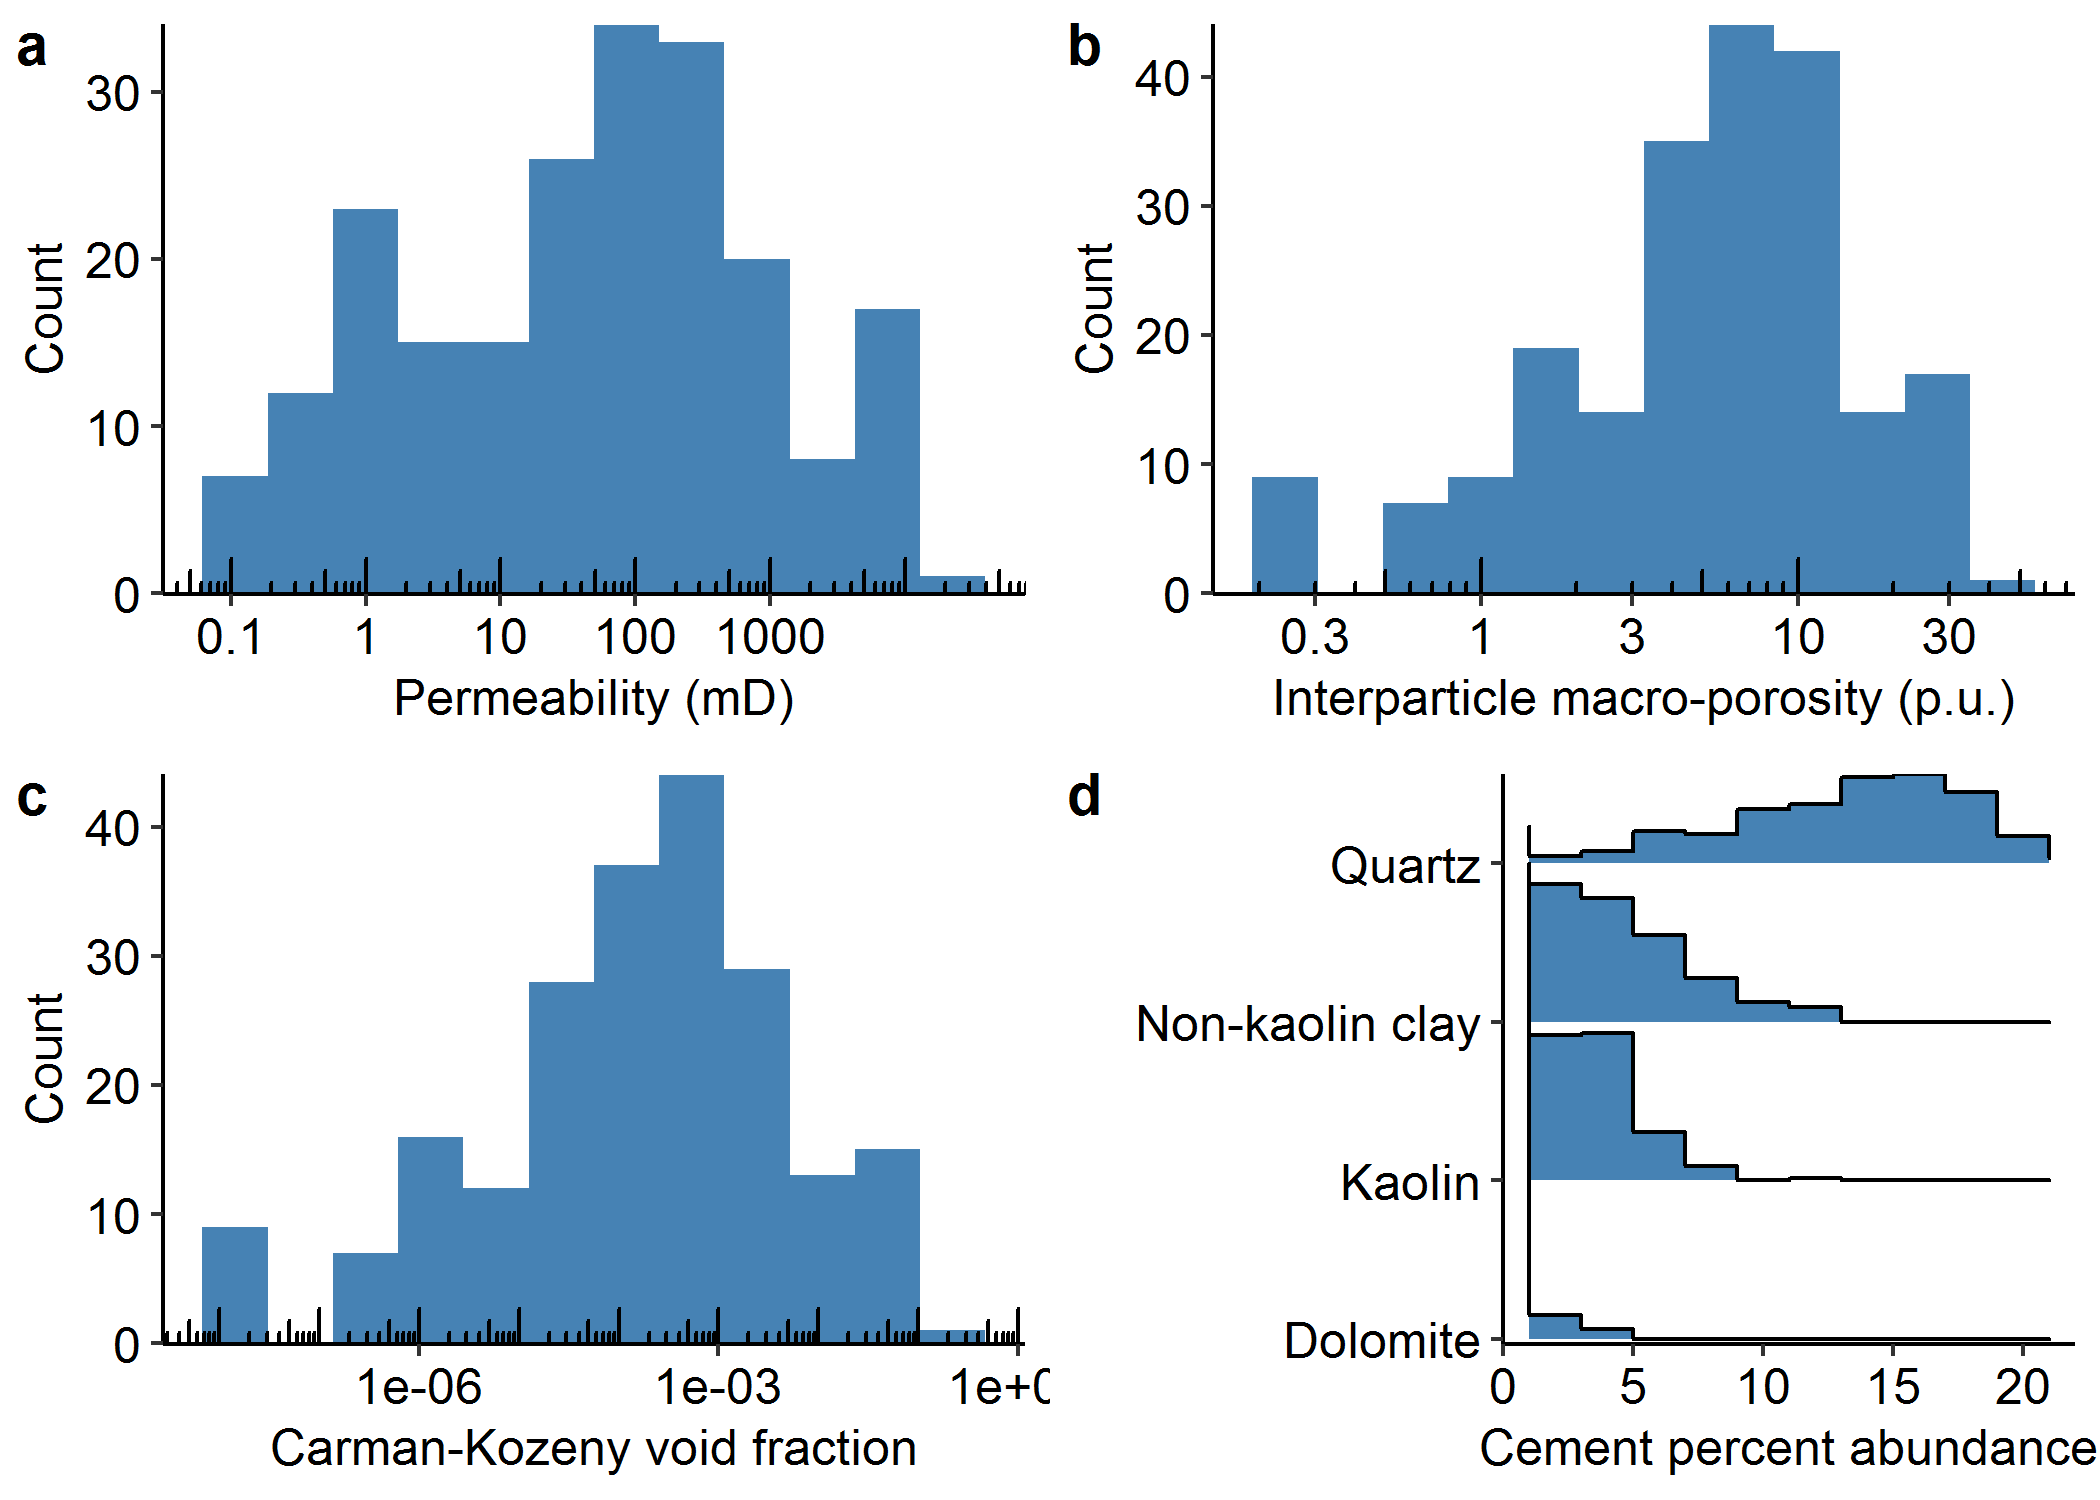 a
30
20
10
0
Count
0.1 1 10 100 1000
Permeability (mD)
b
40
30
20
10
0
Count
0.3 1 3 10 30
Interparticle macro-porosity (p.u.)
c
40
30
20
10
0
Count
1e-06 1e-03 1e+0
Carman-Kozeny void fraction
d
Quartz
Non-kaolin clay
Kaolin
Dolomite
0 5 10 15 20
Cement percent abundance